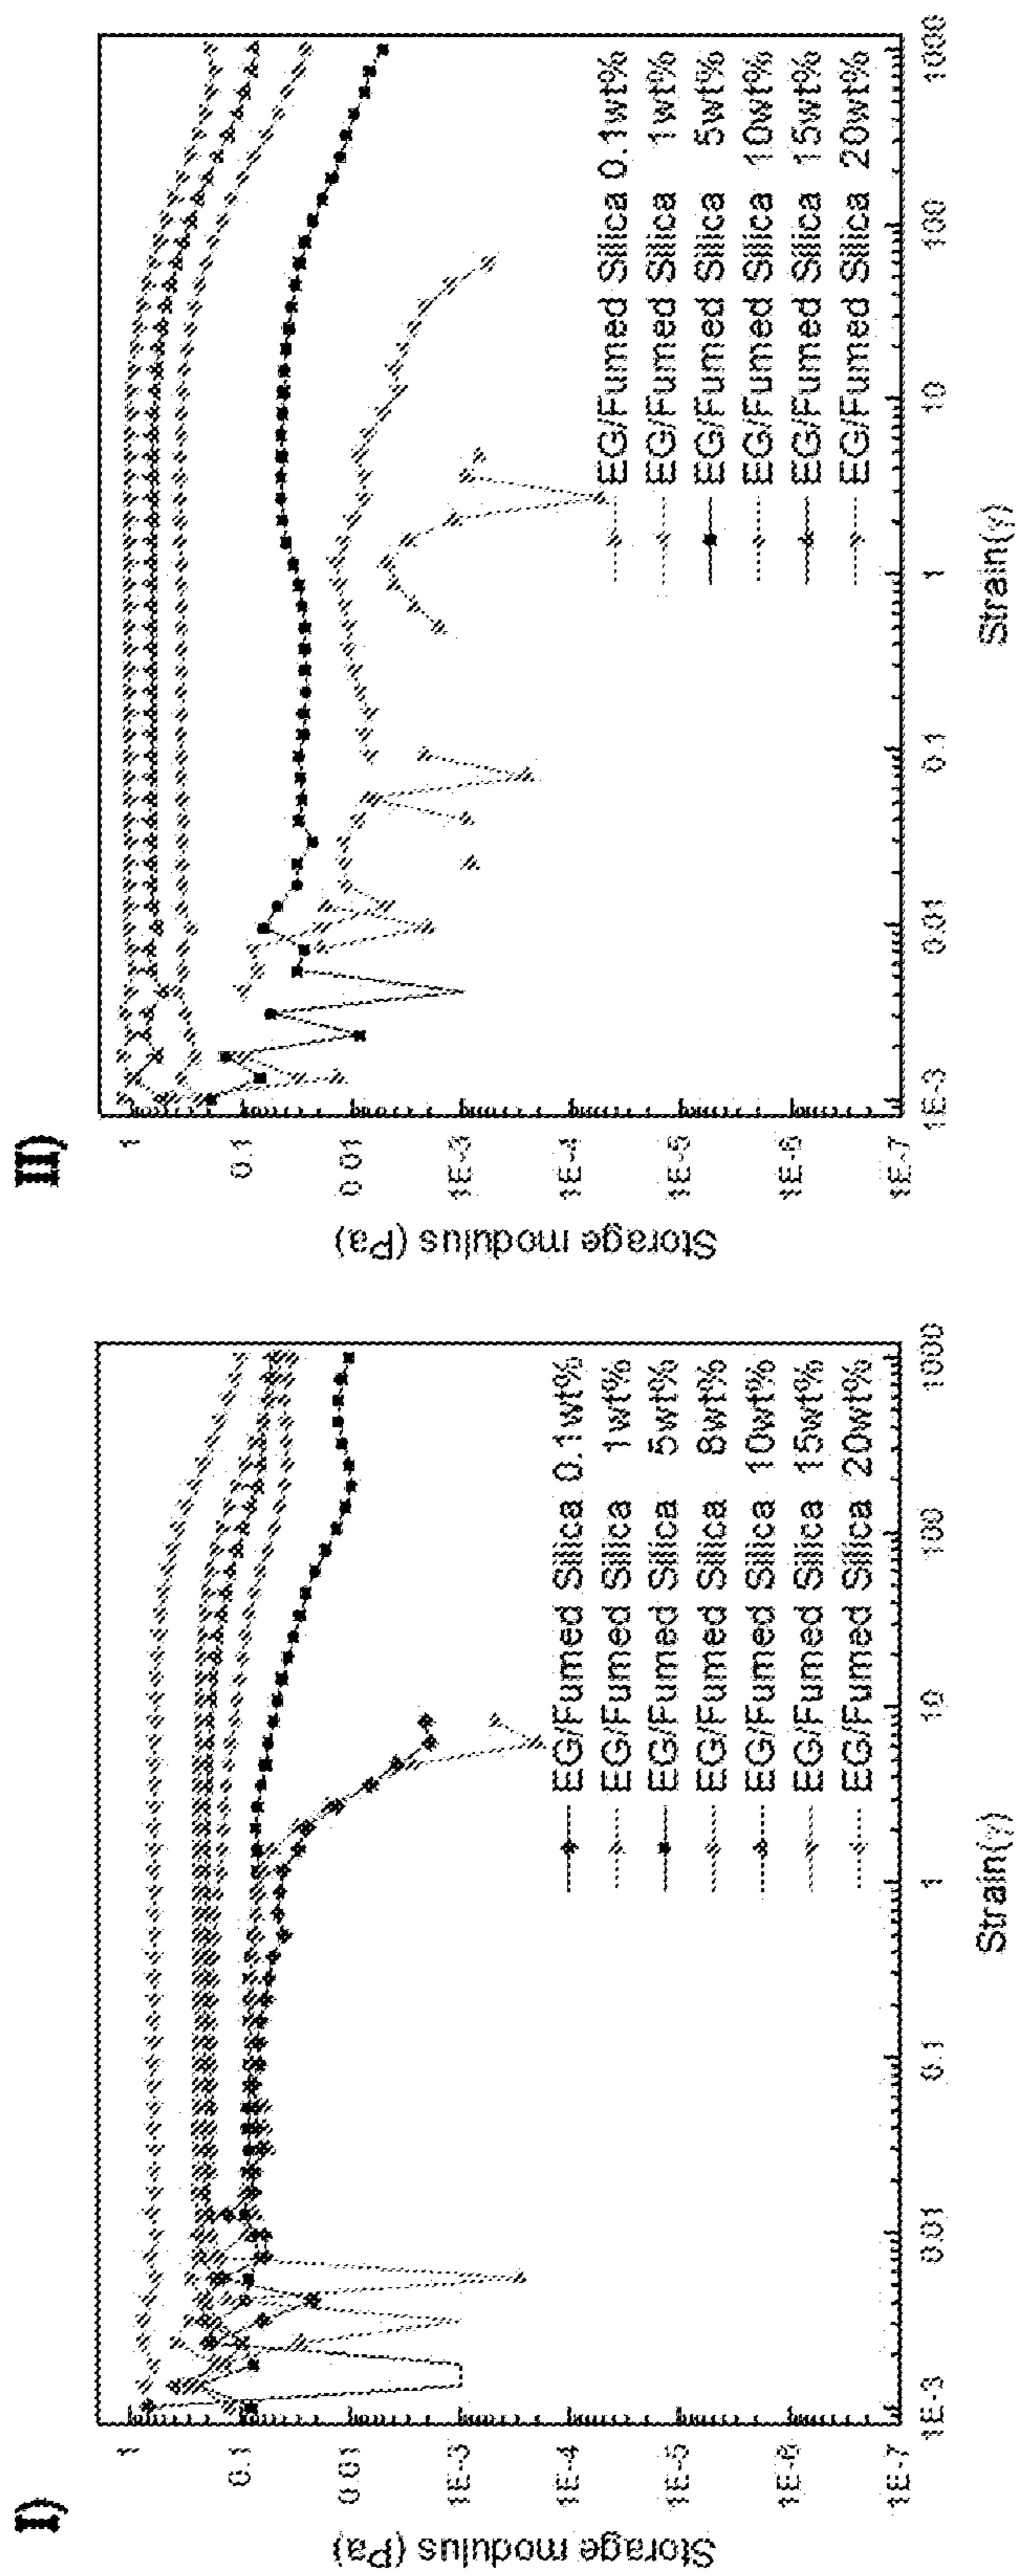 I)
Storage modulus (Pa)
1
0.1
0.01
1E-3
1E-4
1E-5
1E-6
1E-7
EG/Fumed Silica 0.1wt%
EG/Fumed Silica 1wt%
EG/Fumed Silica 5wt%
EG/Fumed Silica 8wt%
EG/Fumed Silica 10wt%
EG/Fumed Silica 15wt%
EG/Fumed Silica 20wt%
1E-3 0.01 0.1 1 10 100 1000
Strain(γ)
II)
Storage modulus (Pa)
1
0.1
0.01
1E-3
1E-4
1E-5
1E-6
1E-7
EG/Fumed Silica 0.1wt%
EG/Fumed Silica 1wt%
EG/Fumed Silica 5wt%
EG/Fumed Silica 10wt%
EG/Fumed Silica 15wt%
EG/Fumed Silica 20wt%
1E-3 0.01 0.1 1 10 100 1000
Strain(γ)